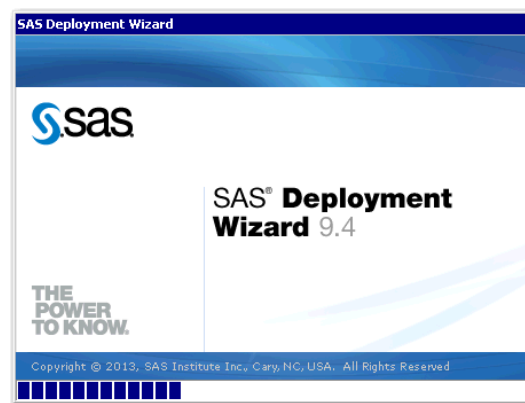 SAS Deployment Wizard
sas
SAS® Deployment
Wizard 9.4
THE
POWER
TO KNOW.
Copyright © 2013, SAS Institute Inc., Cary, NC, USA. All Rights Reserved